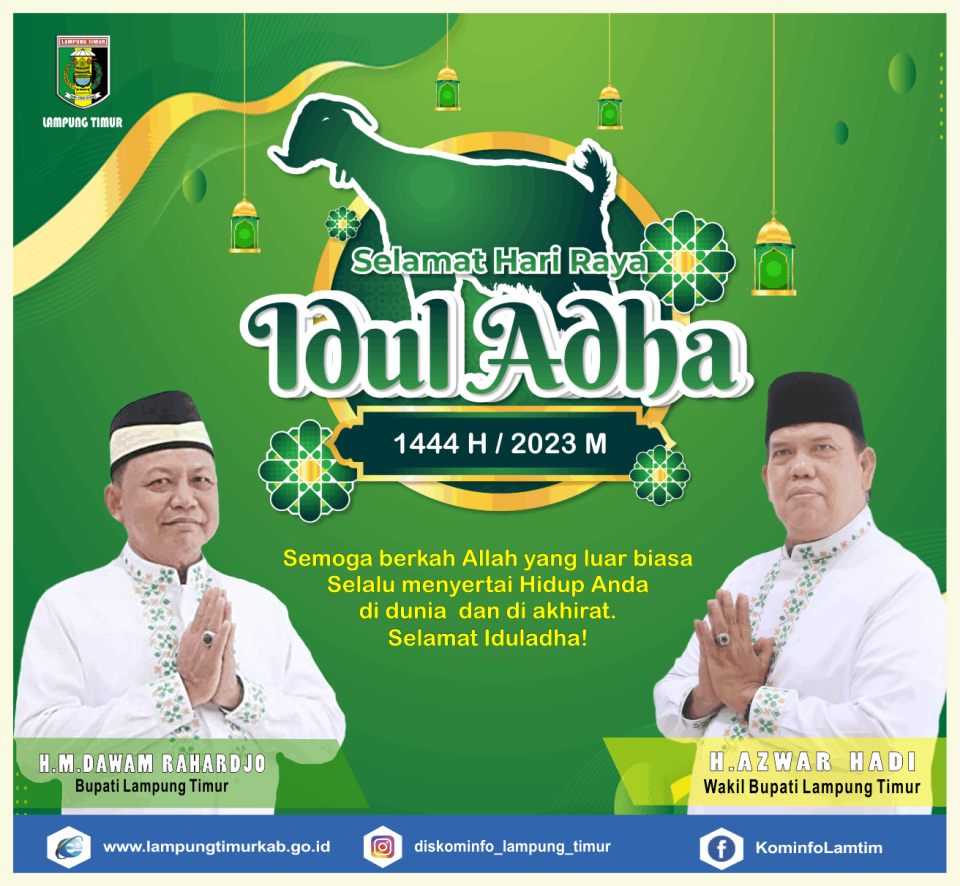 LAMPUNG TIMUR
LAMPUNG TIMUR
Selamat Hari Raya
Idul Adha
1444 H / 2023 M
Semoga berkah Allah yang luar biasa
Selalu menyertai Hidup Anda
di dunia dan di akhirat.
Selamat Iduladha!
H.M.DAWAM RAHARDJO
Bupati Lampung Timur
H.AZWAR HADI
Wakil Bupati Lampung Timur
www.lampungtimurkab.go.id
diskominfo_lampung_timur
KominfoLamtim